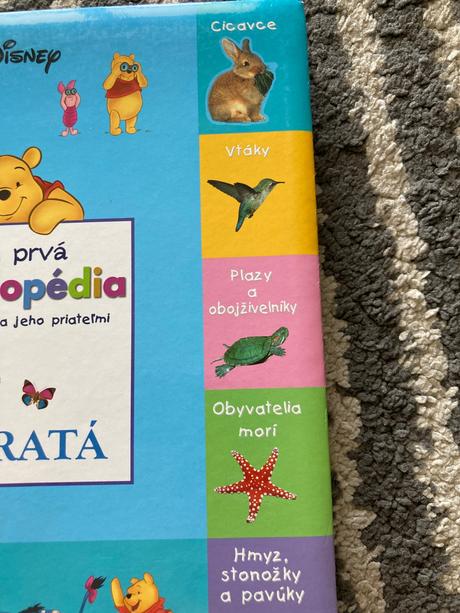 Disney
prvá
opédia
a jeho priateľmi
RATÁ
Cicavce
Vtáky
Plazy
a
obojživelníky
Obyvatelia
morí
Hmyz,
stonožky
a pavúky